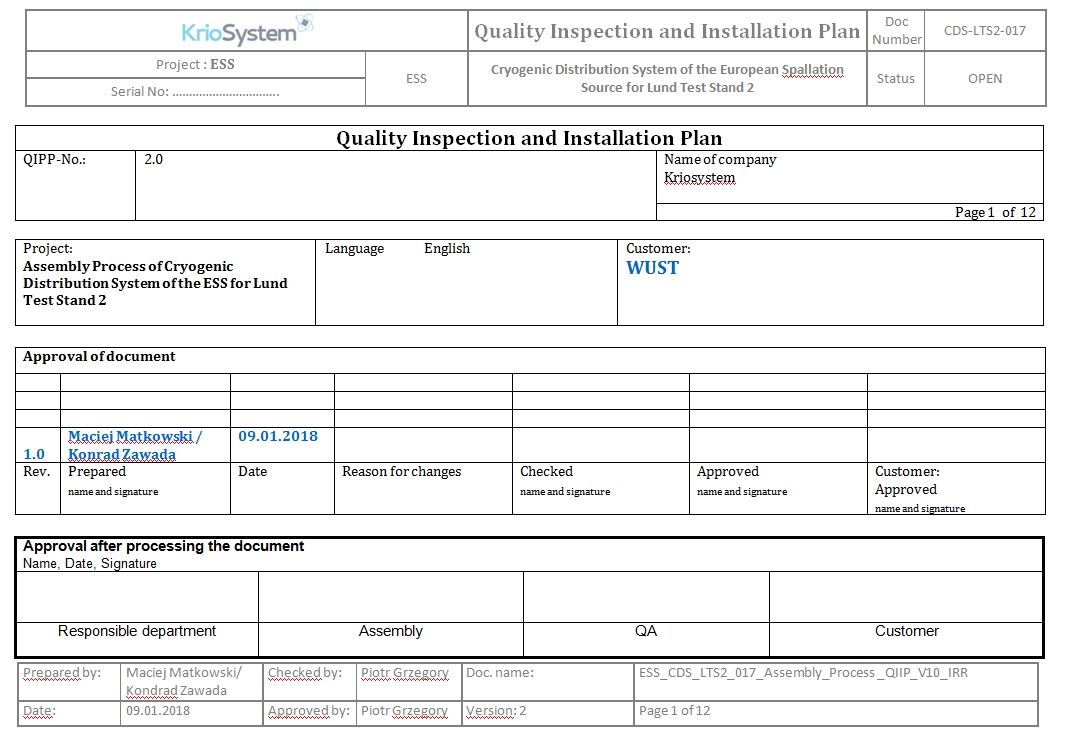 KrioSystem
Quality Inspection and Installation Plan
Doc
Number
CDS-LTS2-017
Project : ESS
Serial No: ................................
ESS
Cryogenic Distribution System of the European Spallation
Source for Lund Test Stand 2
Status
OPEN
Quality Inspection and Installation Plan
QIPP-No.:
2.0
Name of company
Kriosystem
Page 1 of 12
Project:
Assembly Process of Cryogenic
Distribution System of the ESS for Lund
Test Stand 2
Language English
Customer:
WUST
Approval of document
1.0
Maciej Matkowski /
Konrad Zawada
09.01.2018
Rev.
Prepared
name and signature
Date
Reason for changes
Checked
name and signature
Approved
name and signature
Customer:
Approved
name and signature
Approval after processing the document
Name, Date, Signature
Responsible department
Assembly
QA
Customer
Prepared by:
Maciej Matkowski/
Kondrad Zawada
Checked by:
Piotr Grzegory
Doc. name:
ESS_CDS_LTS2_017_Assembly_Process _QIIP_V10_IRR
Date:
09.01.2018
Approved by:
Piotr Grzegory
Version: 2
Page 1 of 12